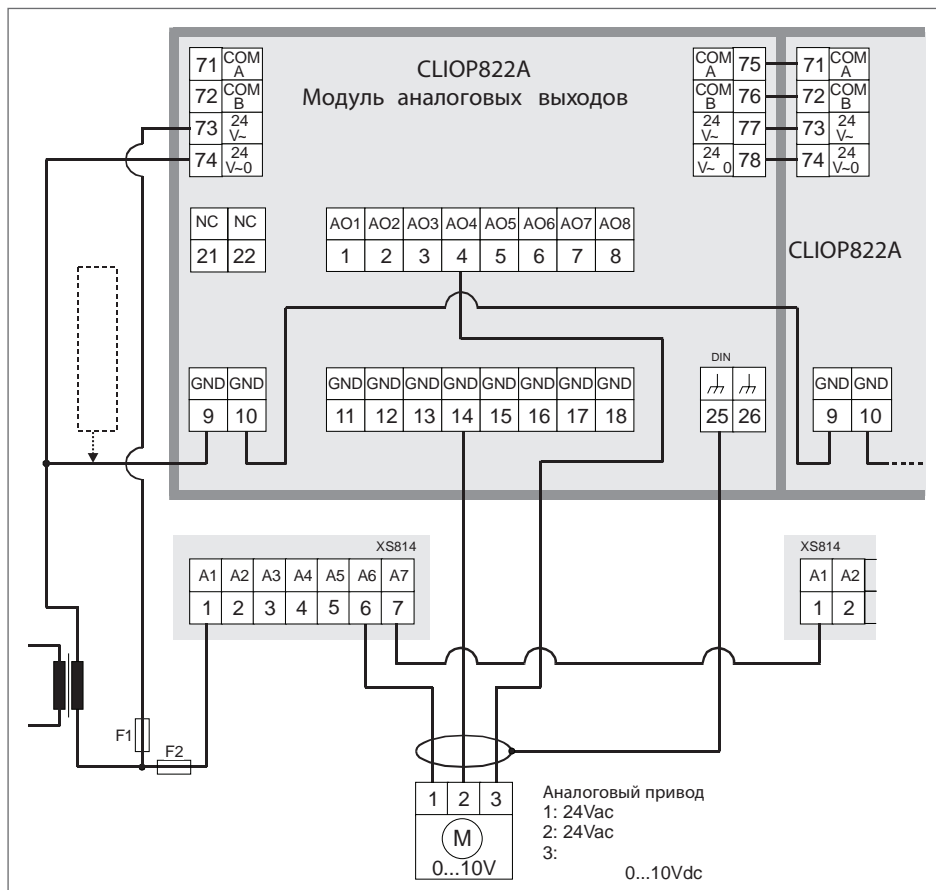 71 COM A
72 COM B
73 24 V~
74 24 V~0
CLIOP822A
Модуль аналоговых выходов
COM A 75
COM B 76
24 V~ 77
24 V~ 0 78
71 COM A
72 COM B
73 24 V~
74 24 V~0
NC NC
21 22
AO1 AO2 AO3 AO4 AO5 AO6 AO7 AO8
1 2 3 4 5 6 7 8
CLIOP822A
DIN
GND GND
9 10
GND GND GND GND GND GND GND GND
11 12 13 14 15 16 17 18
25 26
GND GND
9 10
XS814
A1 A2 A3 A4 A5 A6 A7
1 2 3 4 5 6 7
XS814
A1 A2
1 2
F1
F2
1 2 3
M
0...10V
Аналоговый привод
1: 24Vac
2: 24Vac
3:
0...10Vdc